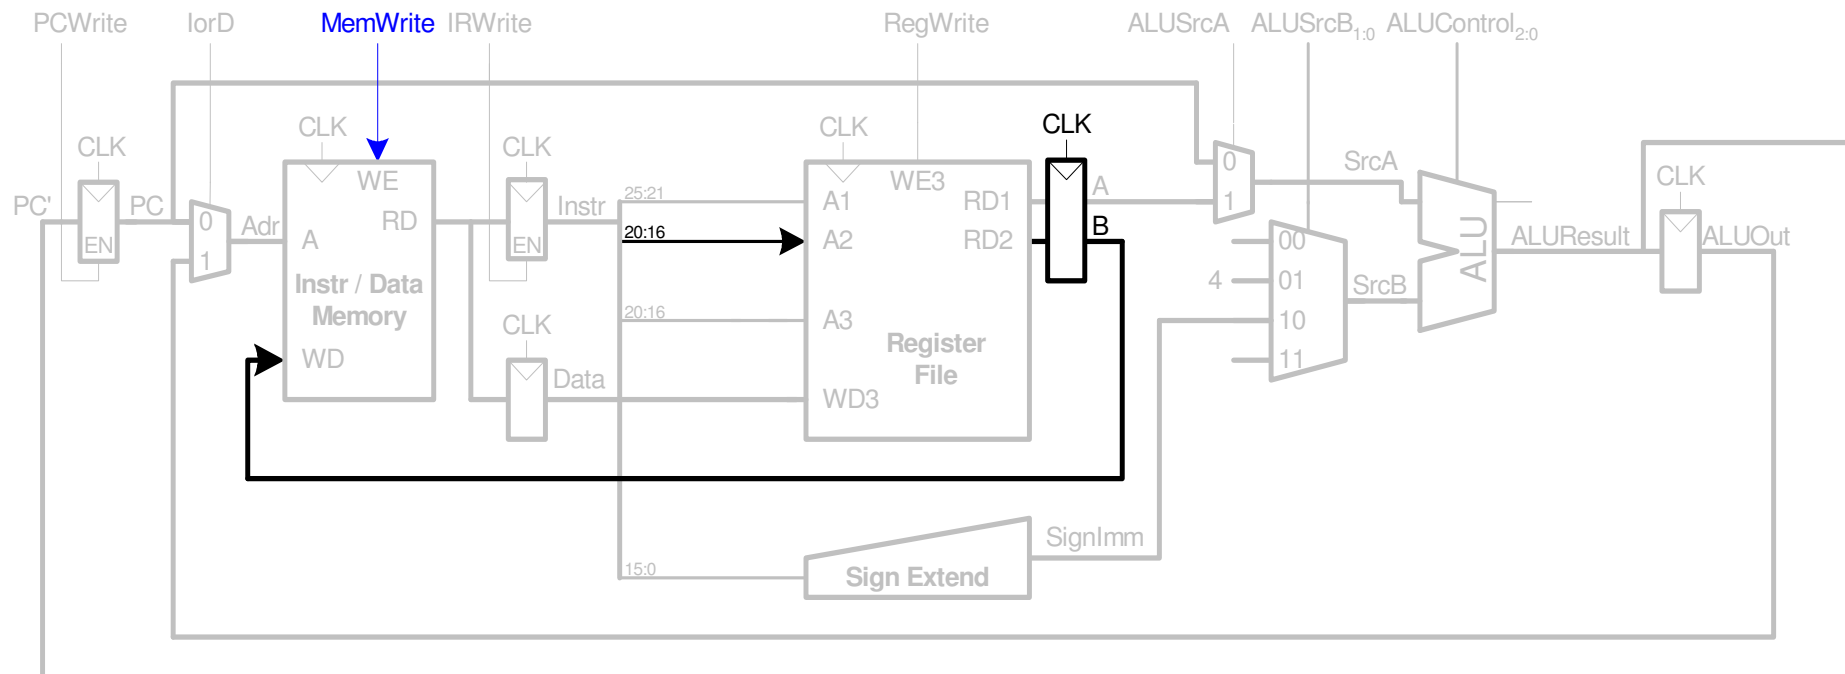 PCWrite IorD MemWrite IRWrite RegWrite ALUSrcA ALUSrcB1:0 ALUControl2:0
CLK CLK CLK CLK CLK CLK
PC' PC EN 0 1 Adr
WE A RD
Instr / Data
Memory
WD
EN Instr
CLK
Data
25:21
20:16
20:16
15:0
WE3
A1 RD1
A2 RD2
A3
Register
File
WD3
A
B
0
1
SrcA
00
4 01
10
11
SrcB
ALU
ALUResult
ALUOut
SignImm
Sign Extend